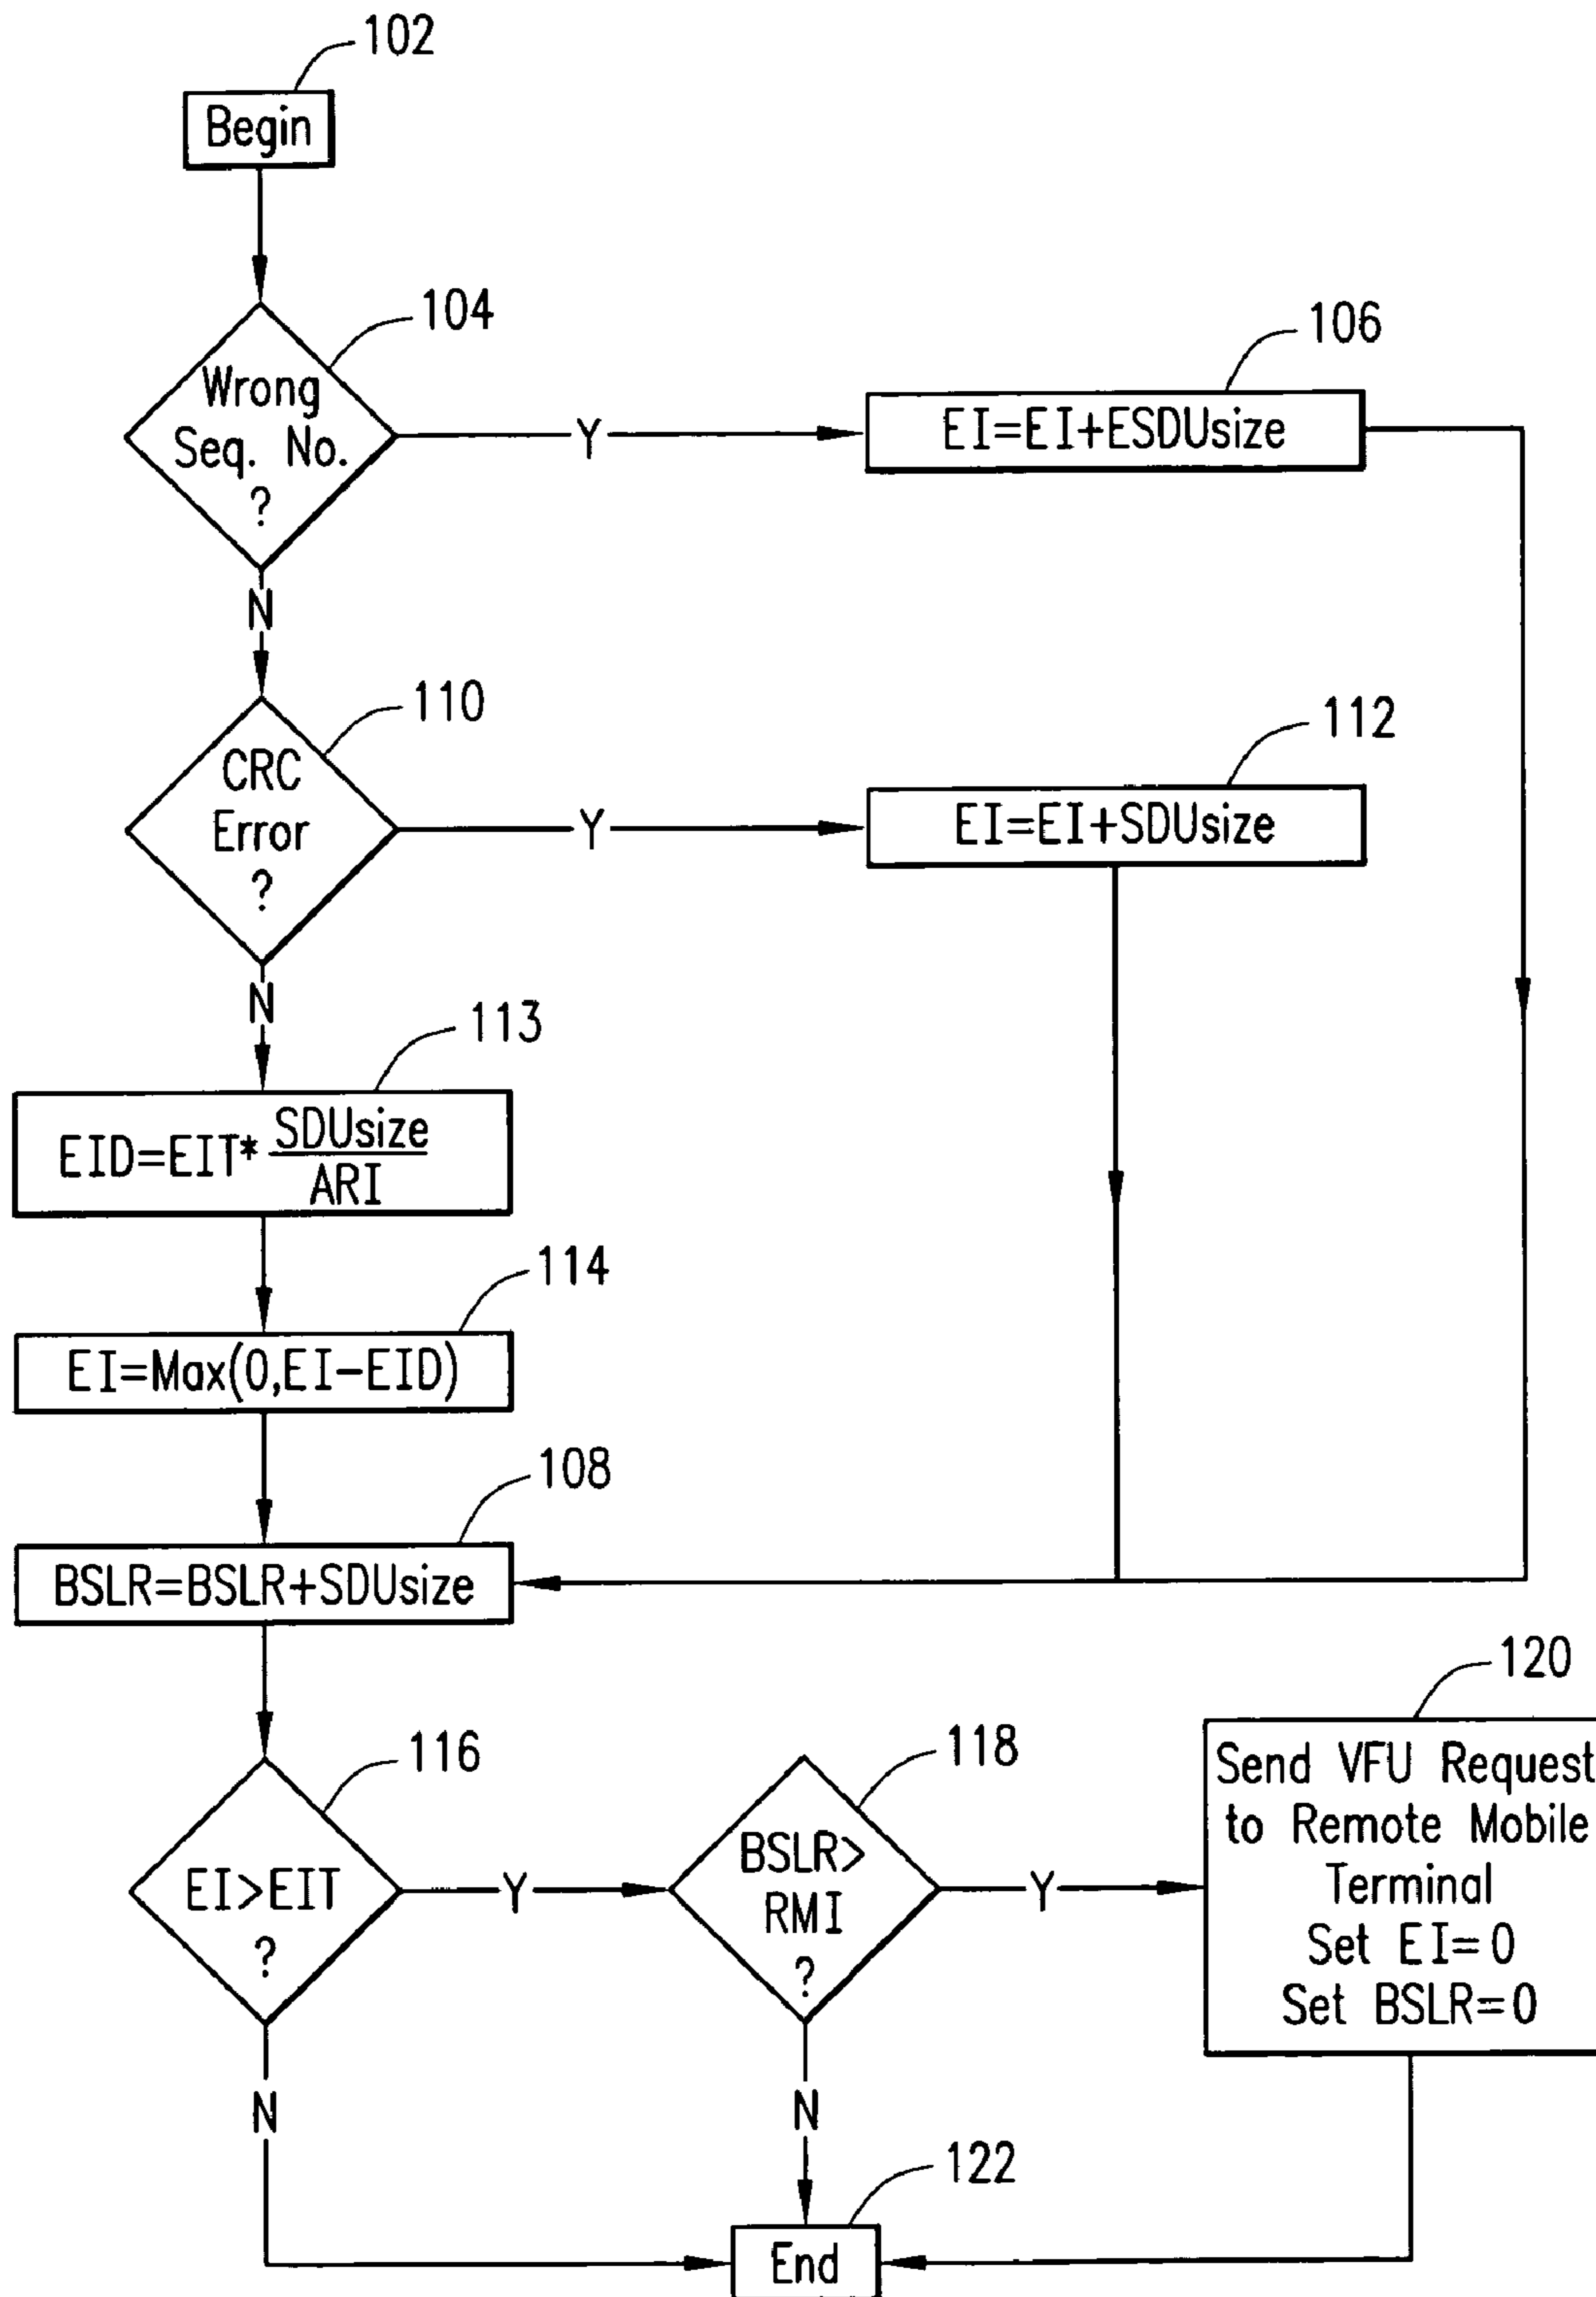 102
Begin
104
Wrong
Seq. No.
?
Y
106
EI=EI+ESDUsize
N
110
CRC
Error
?
Y
112
EI=EI+SDUsize
N
113
EID=EIT* SDUsize
ARI
114
EI=Max(0,EI-EID)
108
BSLR=BSLR+SDUsize
116
EI>EIT
?
Y
118
BSLR>
RMI
?
Y
120
Send VFU Request
to Remote Mobile
Terminal
Set EI=0
Set BSLR=0
N
N
122
End